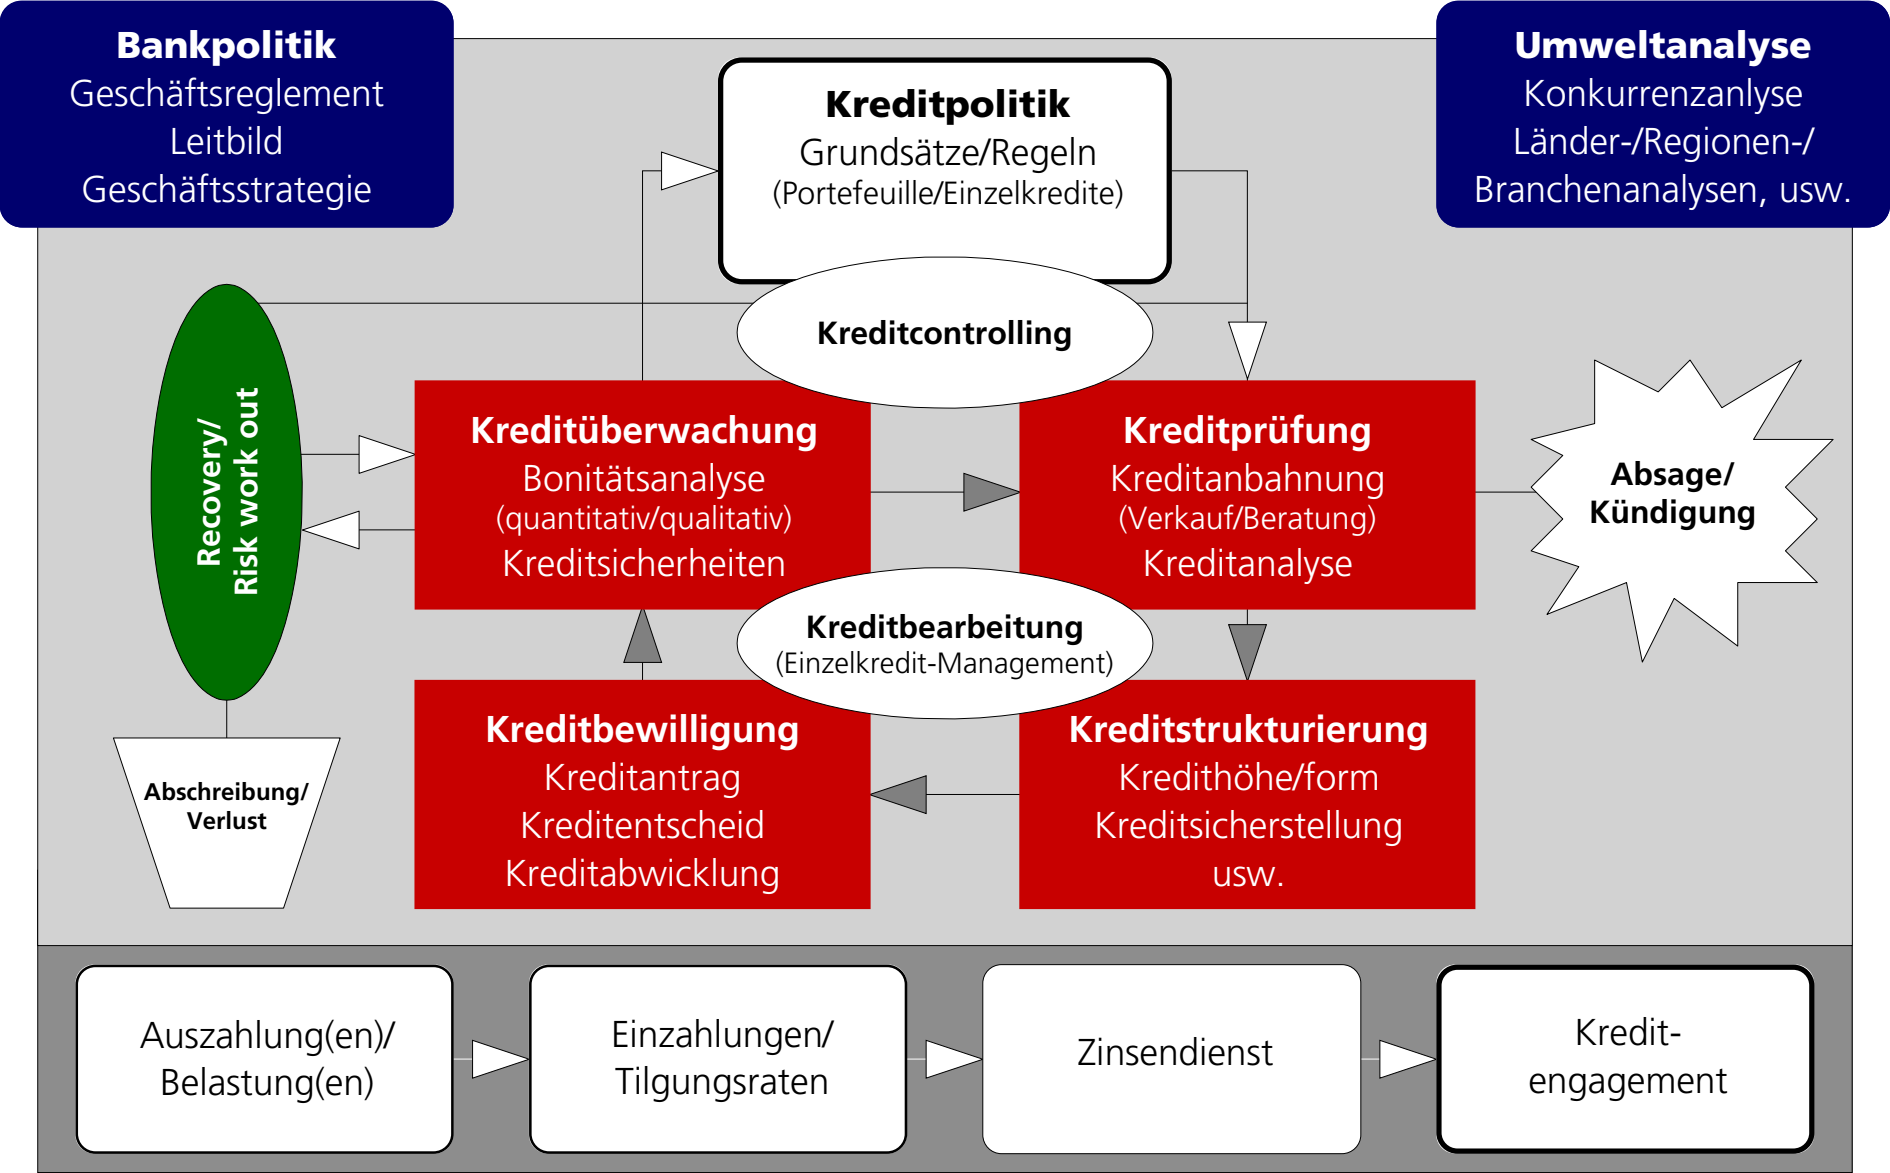 Bankpolitik
Geschäftsreglement
Leitbild
Geschäftsstrategie
Kreditpolitik
Grundsätze/Regeln
(Portefeuille/Einzelkredite)
Umweltanalyse
Konkurrenzanlyse
Länder-/Regionen-/
Branchenanalysen, usw.
Kreditcontrolling
Recovery/
Risk work out
Kreditüberwachung
Bonitätsanalyse
(quantitativ/qualitativ)
Kreditsicherheiten
Kreditprüfung
Kreditanbahnung
(Verkauf/Beratung)
Kreditanalyse
Absage/
Kündigung
Kreditbearbeitung
(Einzelkredit-Management)
Abschreibung/
Verlust
Kreditbewilligung
Kreditantrag
Kreditentscheid
Kreditabwicklung
Kreditstrukturierung
Kredithöhe/form
Kreditsicherstellung
usw.
Auszahlung(en)/
Belastung(en)
Einzahlungen/
Tilgungsraten
Zinsendienst
Kredit-
engagement